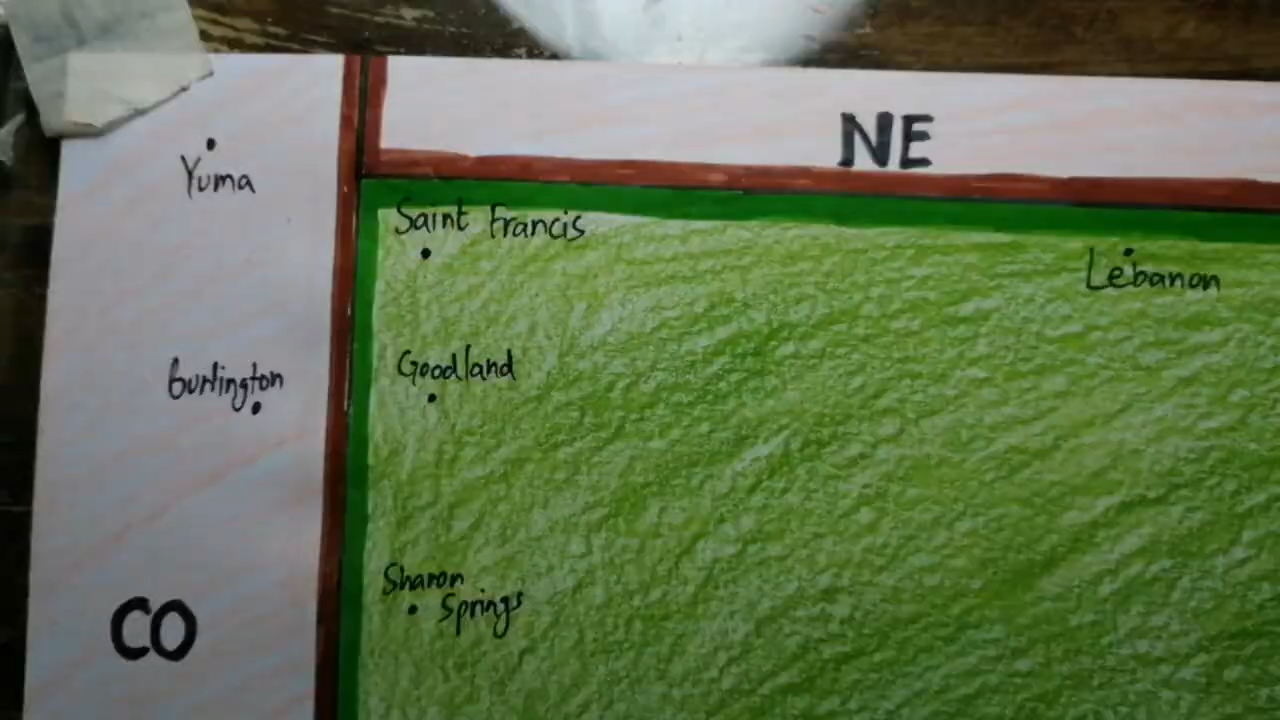 NE
Yuma
Saint Francis
Lebanon
Goodland
Burlington
Sharon
Springs
CO